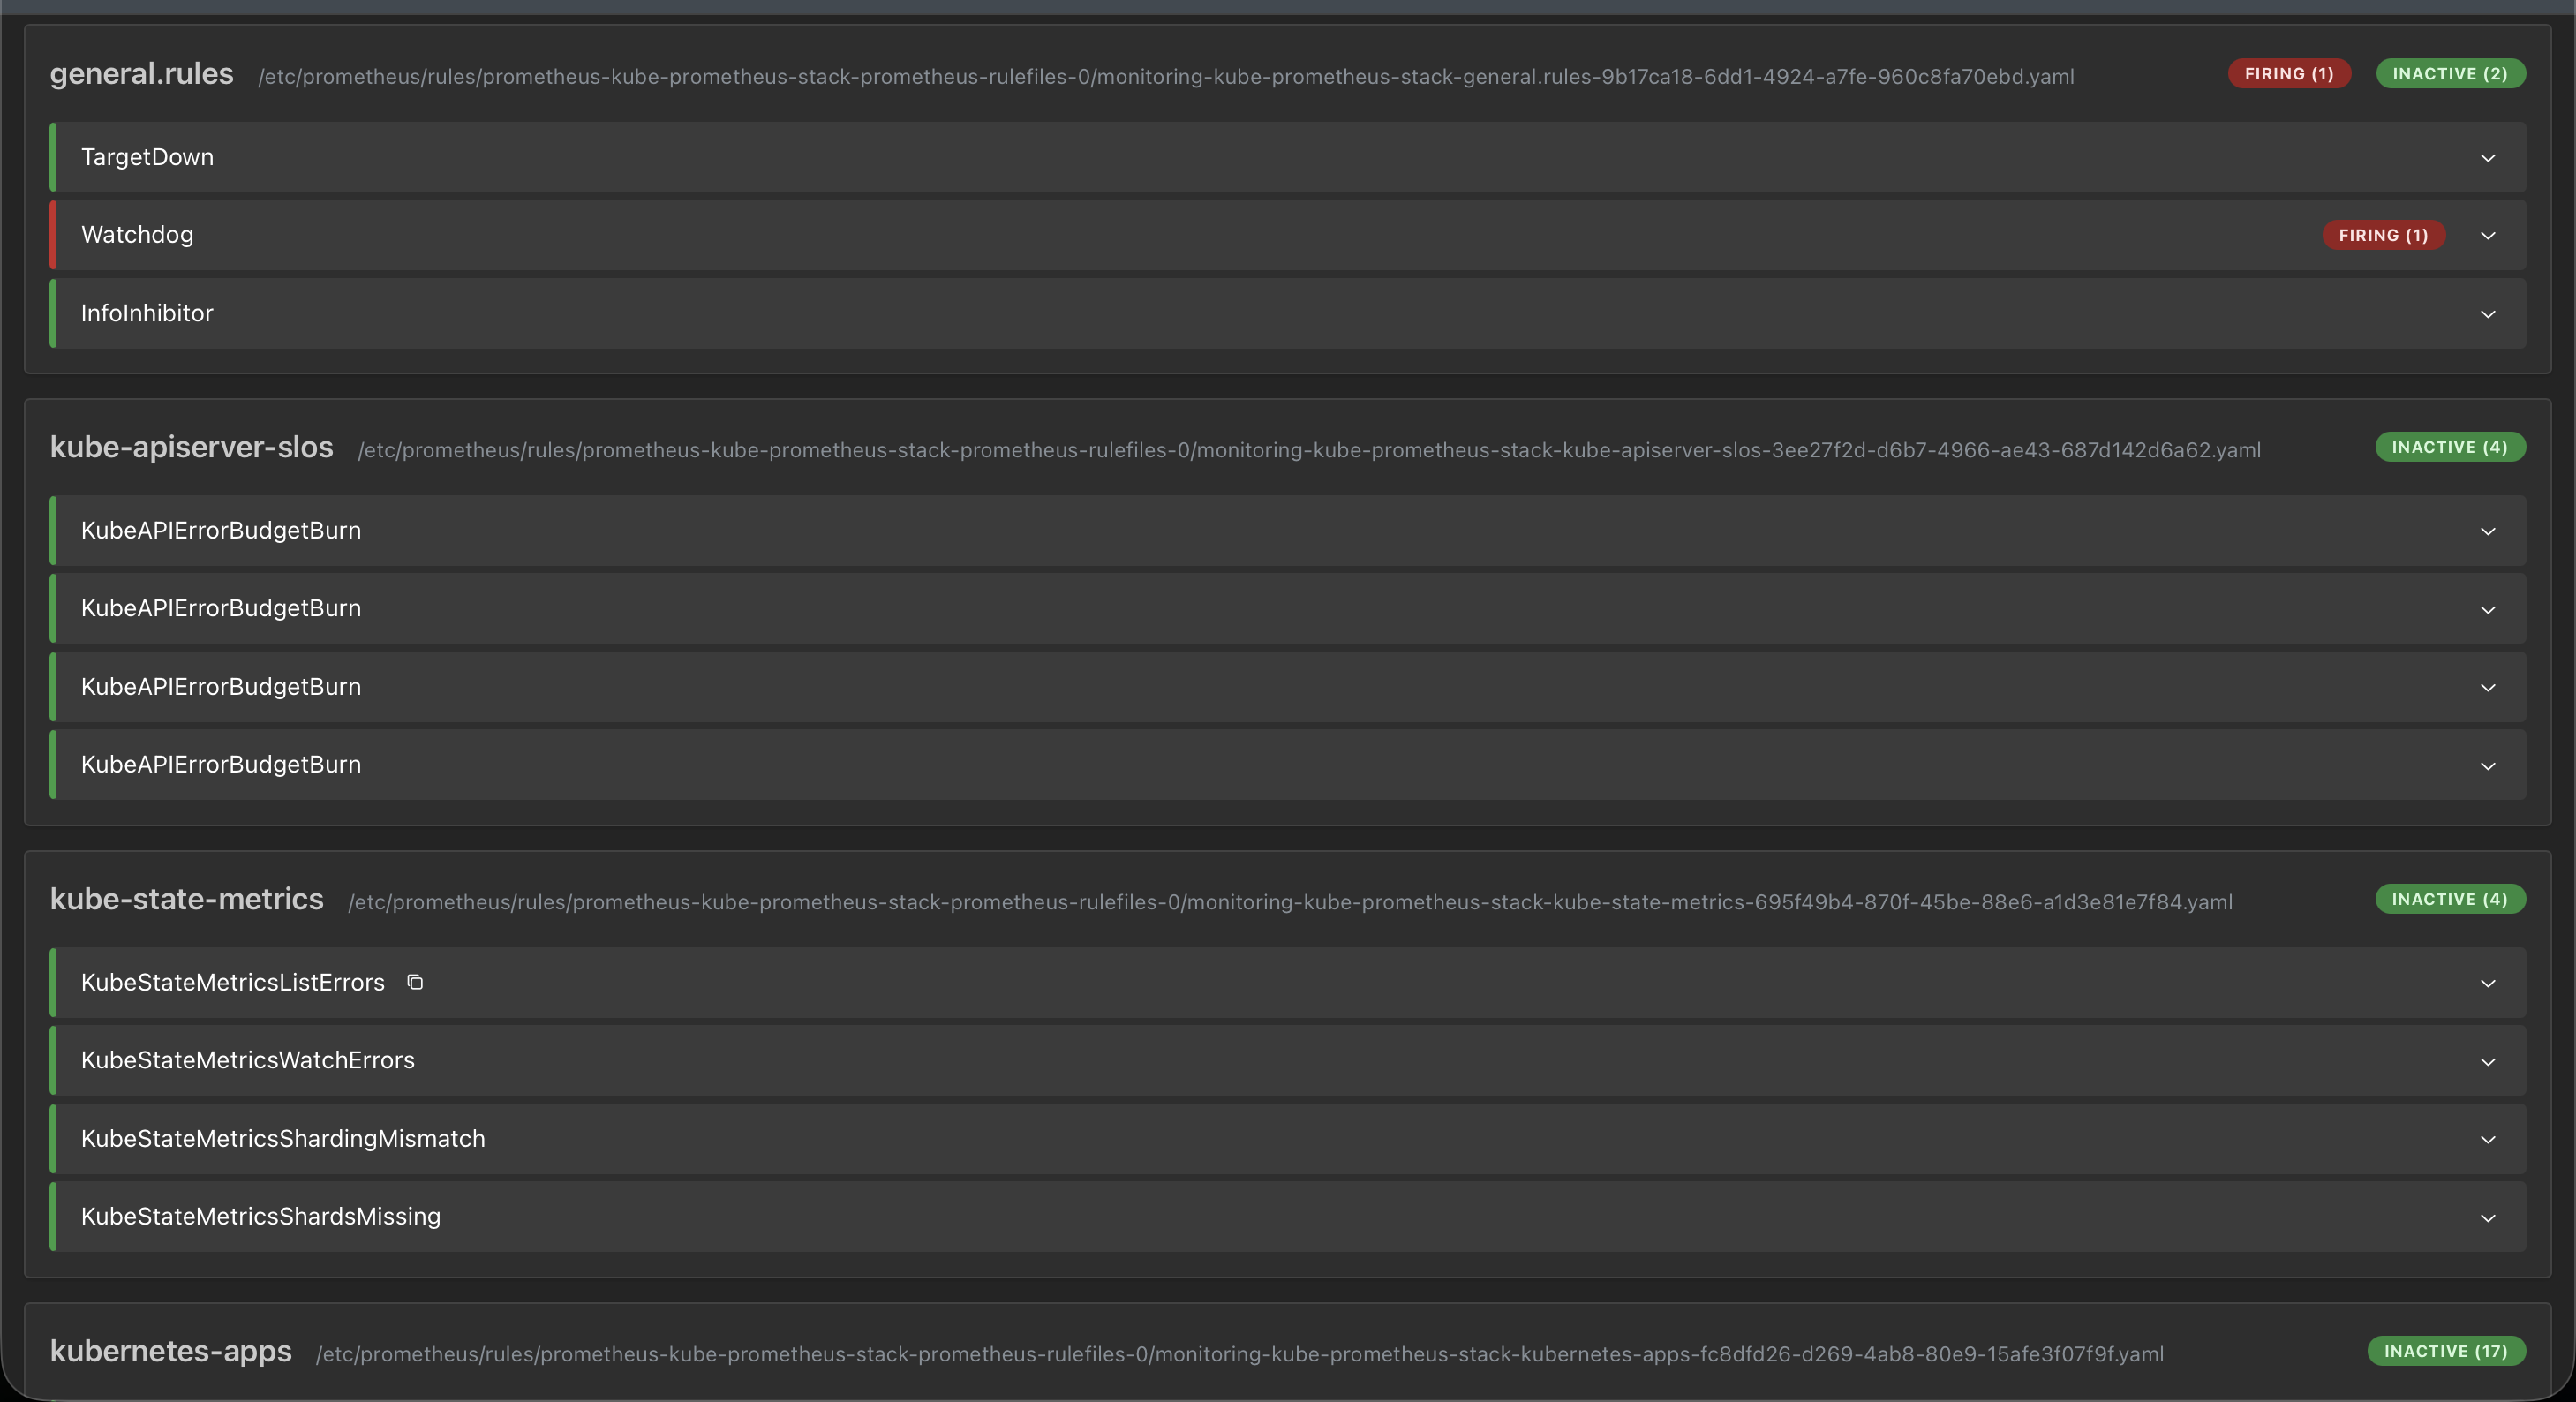 general.rules /etc/prometheus/rules/prometheus-kube-prometheus-stack-prometheus-rulefiles-0/monitoring-kube-prometheus-stack-general.rules-9b17ca18-6dd1-4924-a7fe-960c8fa70ebd.yaml FIRING (1) INACTIVE (2)
TargetDown
Watchdog FIRING (1)
InfoInhibitor
kube-apiserver-slos /etc/prometheus/rules/prometheus-kube-prometheus-stack-prometheus-rulefiles-0/monitoring-kube-prometheus-stack-kube-apiserver-slos-3ee27f2d-d6b7-4966-ae43-687d142d6a62.yaml INACTIVE (4)
KubeAPIErrorBudgetBurn
KubeAPIErrorBudgetBurn
KubeAPIErrorBudgetBurn
KubeAPIErrorBudgetBurn
kube-state-metrics /etc/prometheus/rules/prometheus-kube-prometheus-stack-prometheus-rulefiles-0/monitoring-kube-prometheus-stack-kube-state-metrics-695f49b4-870f-45be-88e6-a1d3e81e7f84.yaml INACTIVE (4)
KubeStateMetricsListErrors
KubeStateMetricsWatchErrors
KubeStateMetricsShardingMismatch
KubeStateMetricsShardsMissing
kubernetes-apps /etc/prometheus/rules/prometheus-kube-prometheus-stack-prometheus-rulefiles-0/monitoring-kube-prometheus-stack-kubernetes-apps-fc8dfd26-d269-4ab8-80e9-15afe3f07f9f.yaml INACTIVE (17)